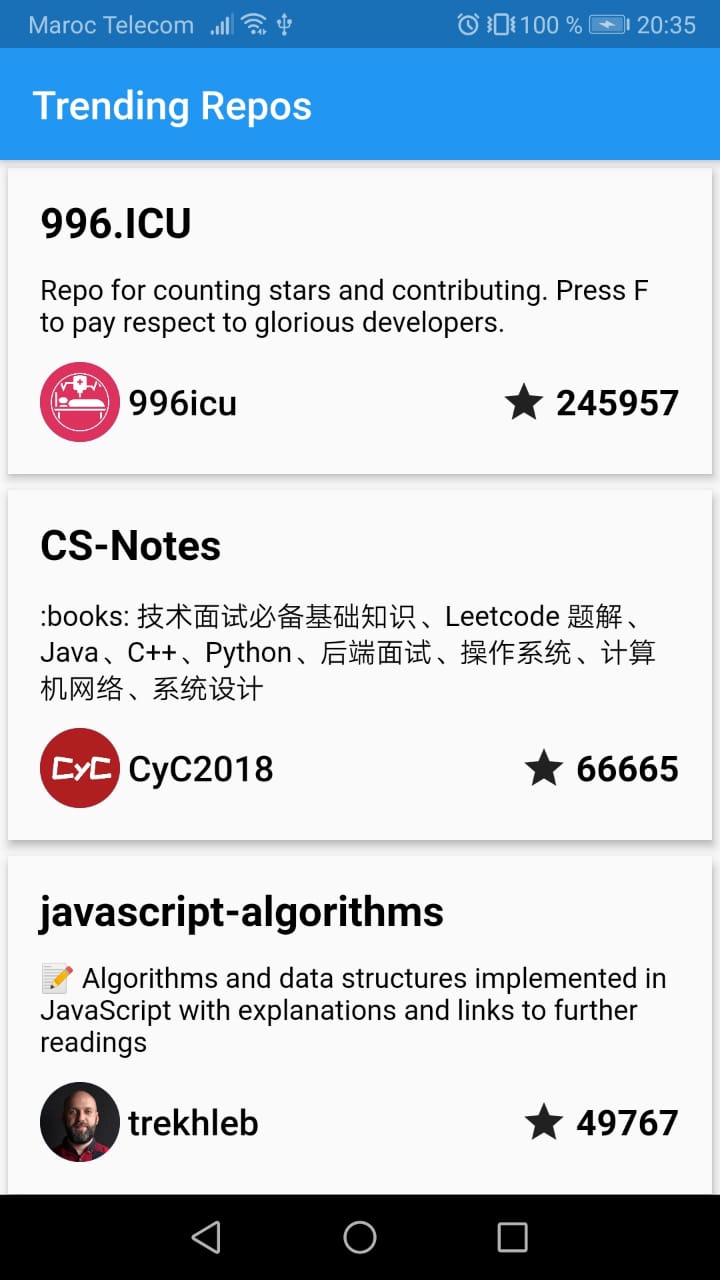 Maroc Telecom 100 % 20:35
Trending Repos
996.ICU
Repo for counting stars and contributing. Press F
to pay respect to glorious developers.
996icu 245957
CS-Notes
:books: 技术面试必备基础知识、Leetcode 题解、
Java、C++、Python、后端面试、操作系统、计算
机网络、系统设计
CyC CyC2018 66665
javascript-algorithms
📝 Algorithms and data structures implemented in
JavaScript with explanations and links to further
readings
trekhleb 49767